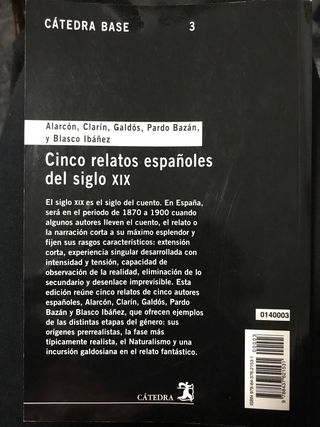 CÁTEDRA BASE 3
Alarcón, Clarín, Galdós, Pardo Bazán,
y Blasco Ibáñez
Cinco relatos españoles
del siglo XIX
El siglo XIX es el siglo del cuento. En España,
será en el periodo de 1870 a 1900 cuando
algunos autores lleven el cuento, el relato o
la narración corta a su máximo esplendor y
fijen sus rasgos característicos: extensión
corta, experiencia singular desarrollada con
intensidad y tensión, capacidad de
observación de la realidad, eliminación de lo
secundario y desenlace imprevisible.
Esta edición reúne cinco relatos de cinco autores
españoles, Alarcón, Clarín, Galdós, Pardo
Bazán y Blasco Ibáñez, que ofrecen ejemplos
de las distintas etapas del género: sus
orígenes prerrealistas, la fase más
típicamente realista, el Naturalismo y una
incursión galdosiana en el relato fantástico.
0140003
00003
CÁTEDRA